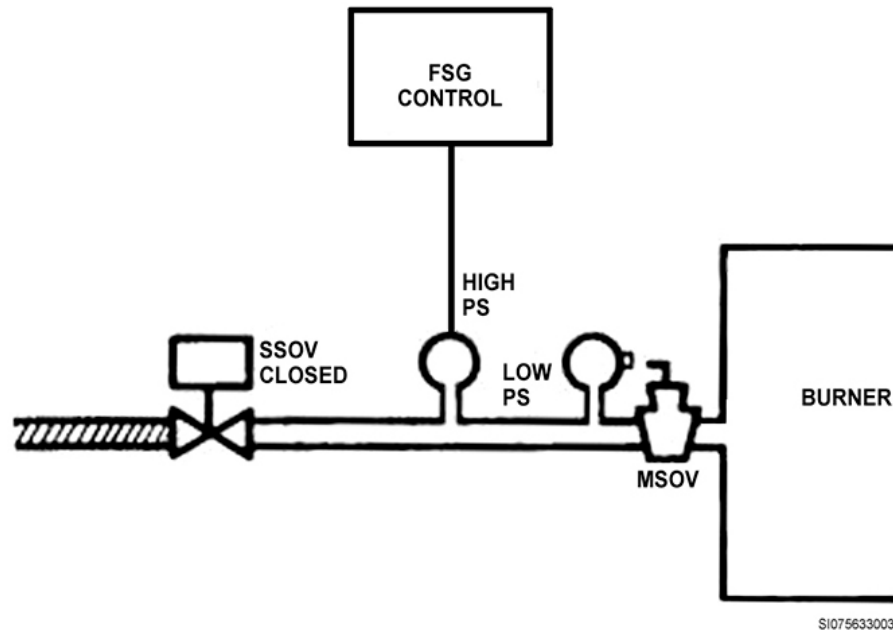 FSG
CONTROL
HIGH
PS
SSOV
CLOSED
LOW
PS
BURNER
MSOV
SI075633003